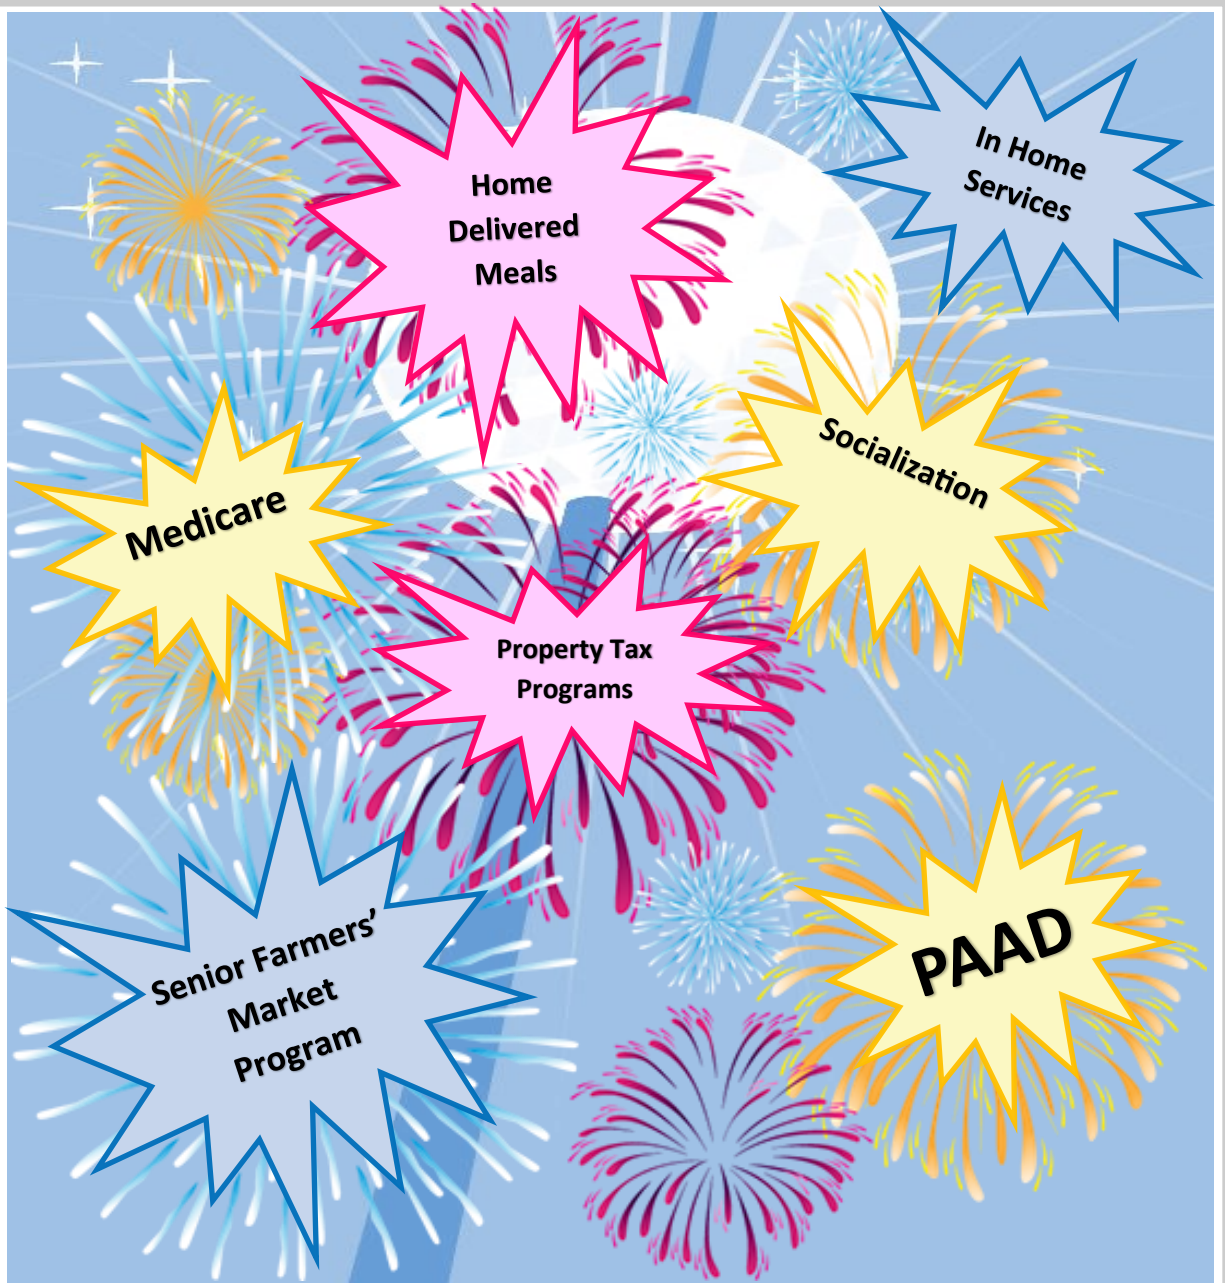 Home
Delivered
Meals
In Home
Services
Socialization
Medicare
Property Tax
Programs
Senior Farmers’
Market
Program
PAAD